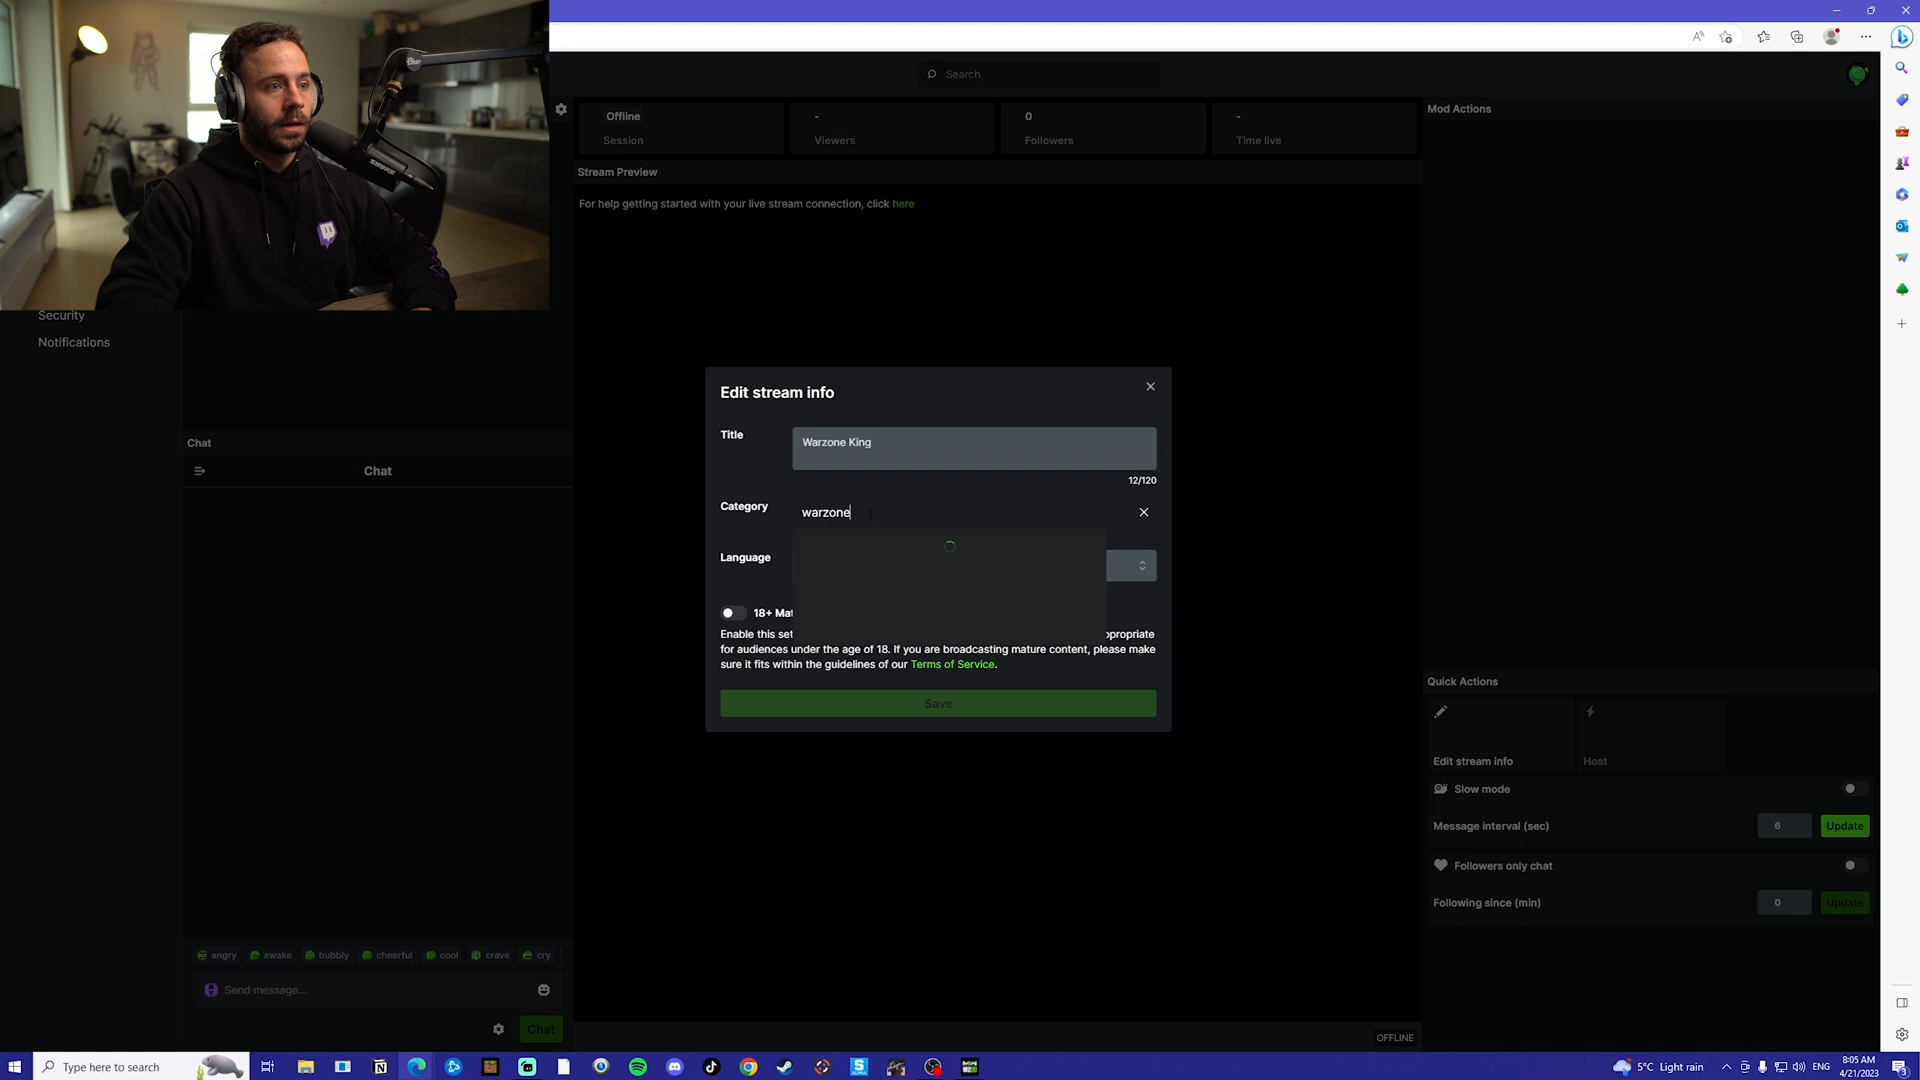 Search
Offline
Session
-
Viewers
0
Followers
-
Time live
Mod Actions
Stream Preview
For help getting started with your live stream connection, click here
Blue
SHURE
Security
Notifications
Chat
Chat
Edit stream info
Title
Warzone King
12/120
Category
warzone
Language
18+ Mat
Enable this set
propriate
for audiences under the age of 18. If you are broadcasting mature content, please make
sure it fits within the guidelines of our Terms of Service.
Save
Quick Actions
Edit stream info
Host
Slow mode
Message interval (sec)
6
Update
Followers only chat
Following since (min)
0
Update
angry
awake
bubbly
cheerful
cool
crave
cry
Send message...
Chat
OFFLINE
Type here to search
5°C Light rain
ENG
8:05 AM
4/21/2023
3